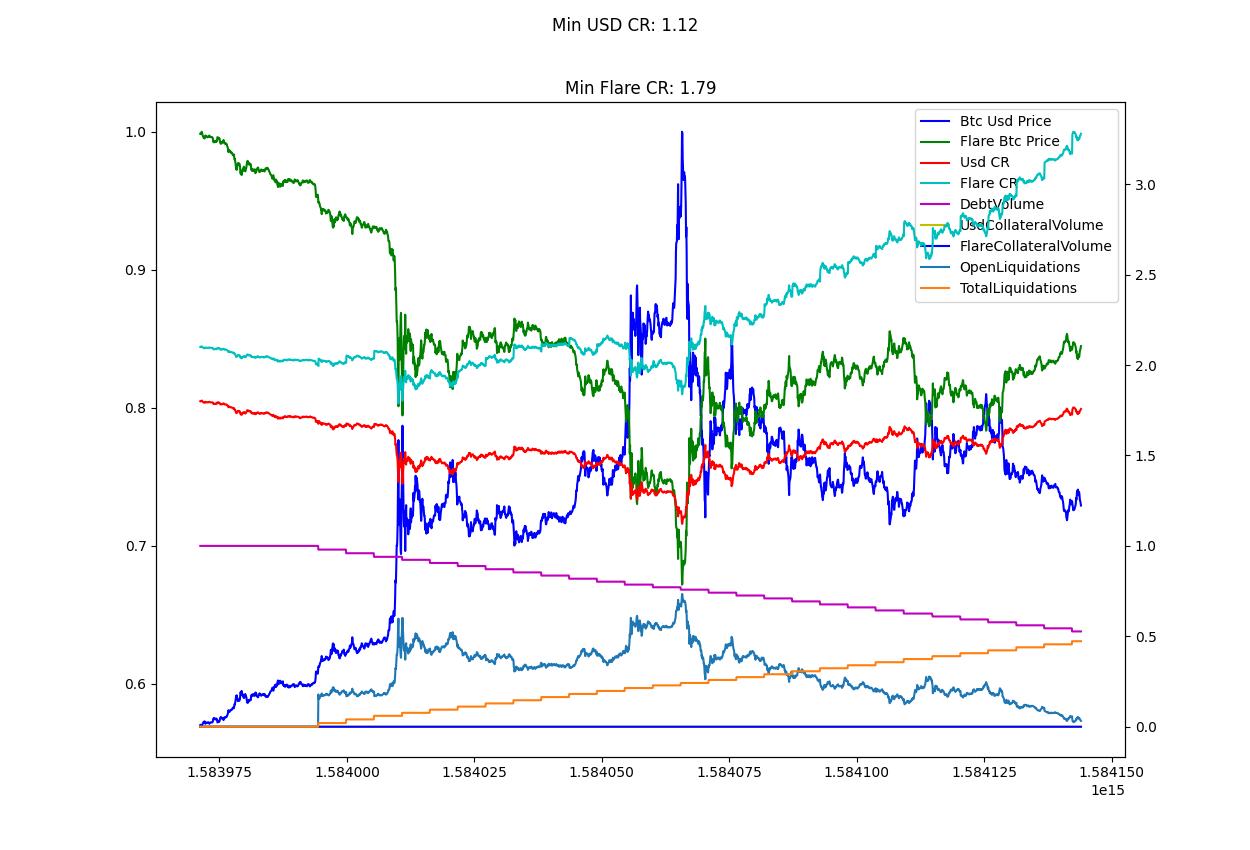 Min USD CR: 1.12
Min Flare CR: 1.79
Btc Usd Price
Flare Btc Price
Usd CR
Flare CR
DebtVolume
UsdCollateralVolume
FlareCollateralVolume
OpenLiquidations
TotalLiquidations
1.0
0.9
0.8
0.7
0.6
3.0
2.5
2.0
1.5
1.0
0.5
0.0
1.583975 1.584000 1.584025 1.584050 1.584075 1.584100 1.584125 1.584150
1e15